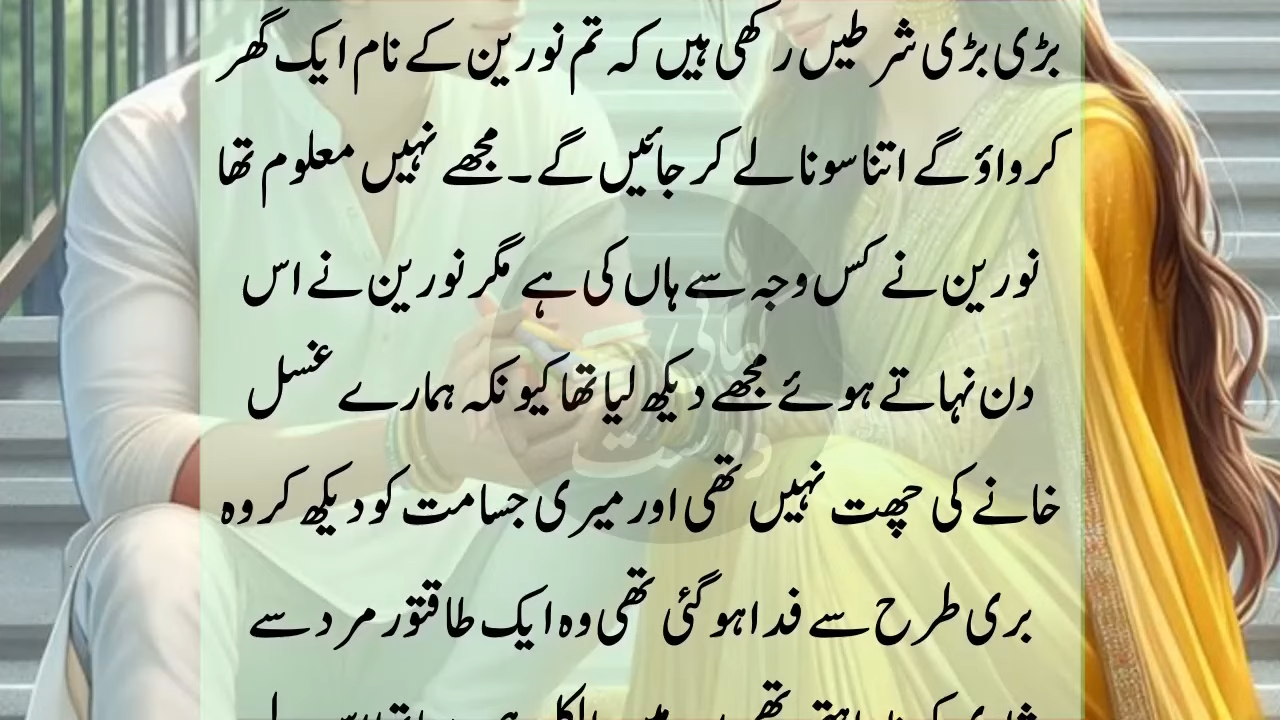 بڑی بڑی شرطیں رکھی ہیں کہ تم نورین کے نام ایک گھر
کرواؤ گے اتنا سونا لے کر جائیں گے۔ مجھے نہیں معلوم تھا
نورین نے کس وجہ سے ہاں کی ہے مگر نورین نے اس
دن نہاتے ہوئے مجھے دیکھ لیا تھا کیونکہ ہمارے غسل
خانے کی چھت نہیں تھی اور میری جسامت کو دیکھ کر وہ
بری طرح سے فدا ہو گئی تھی وہ ایک طاقتور مرد سے